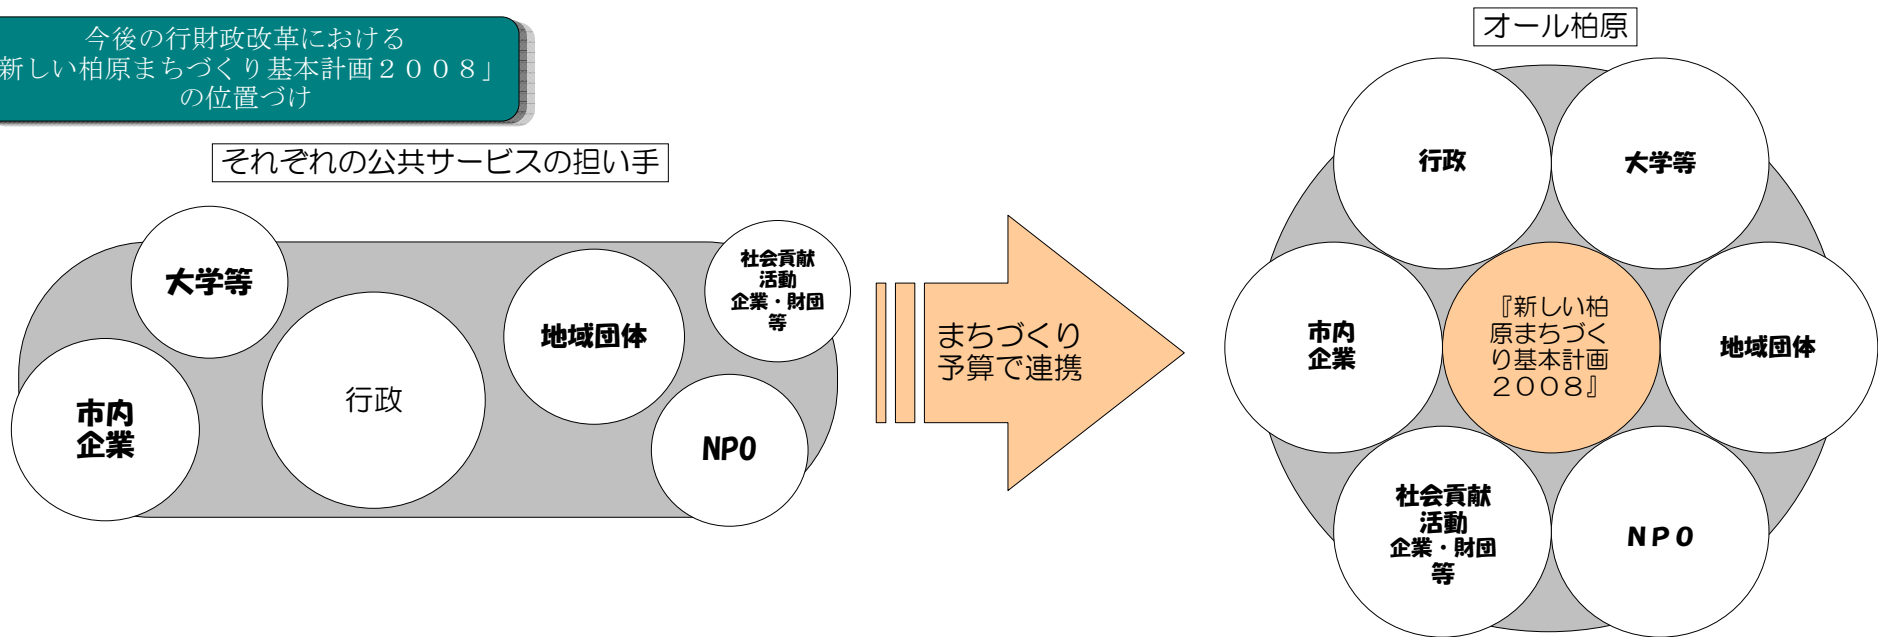 今後の行財政改革における
新しい柏原まちづくり基本計画２００８」
の位置づけ
オール柏原
それぞれの公共サービスの担い手
大学等
市内
企業
行政
地域団体
社会貢献
活動
企業・財団
等
NPO
まちづくり
予算で連携
行政
大学等
市内
企業
『新しい柏
原まちづく
り基本計画
２００８』
地域団体
社会貢献
活動
企業・財団
等
ＮＰＯ